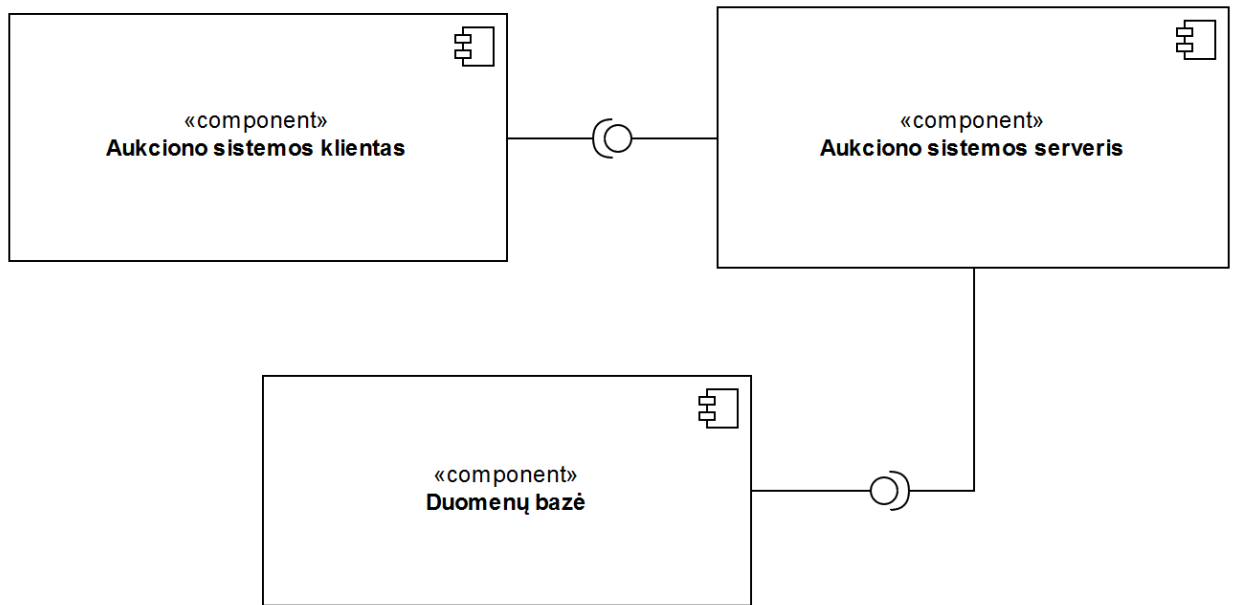 «component»
Aukciono sistemos klientas
«component»
Aukciono sistemos serveris
«component»
Duomenų bazė